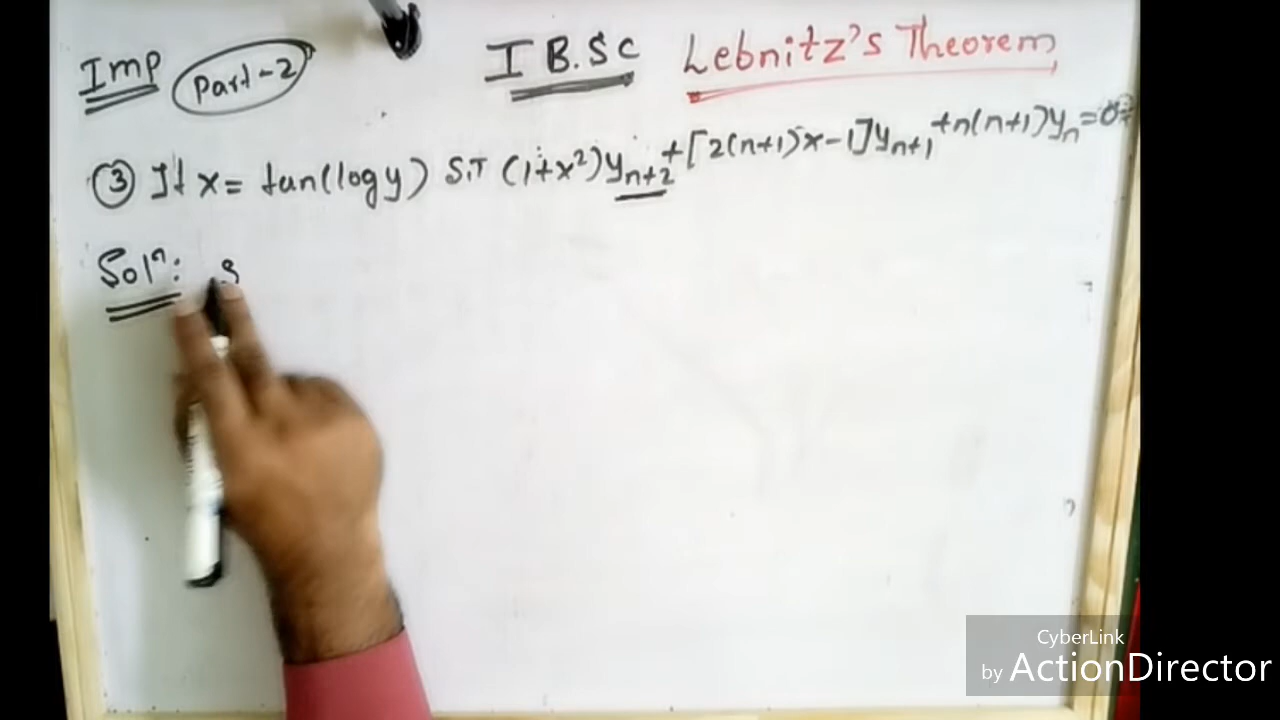 Imp Part-2 I B.Sc Lebnitz's Theorem
③ If x = tan(logy) S.T (1+x²)yₙ₊₂+[2(n+1)x-1]yₙ₊₁+n(n+1)yₙ=0
Solⁿ: S
CyberLink
by ActionDirector